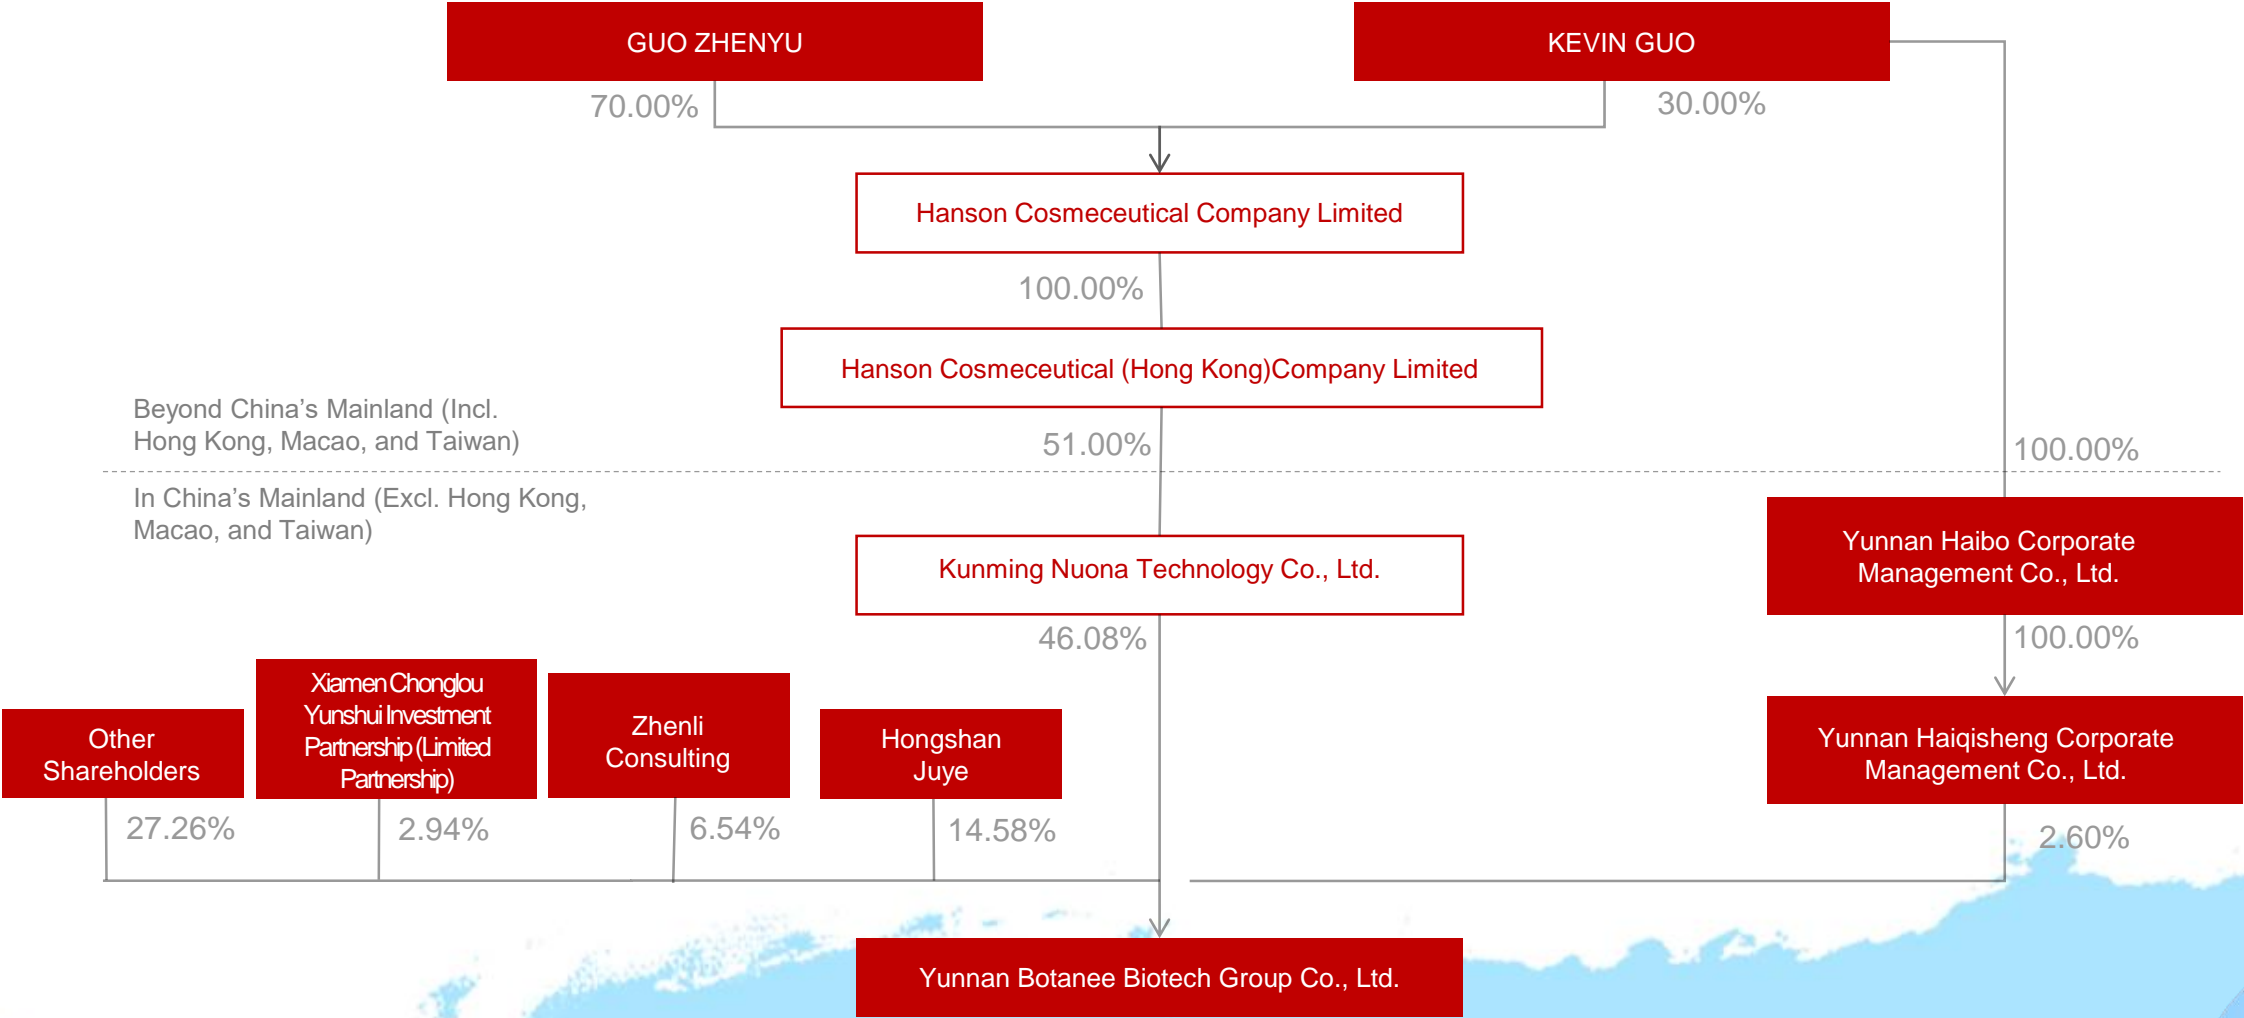 GUO ZHENYU
KEVIN GUO
70.00%
30.00%
Hanson Cosmeceutical Company Limited
100.00%
Hanson Cosmeceutical (Hong Kong)Company Limited
Beyond China’s Mainland (Incl.
Hong Kong, Macao, and Taiwan)
51.00%
100.00%
In China’s Mainland (Excl. Hong Kong,
Macao, and Taiwan)
Kunming Nuona Technology Co., Ltd.
Yunnan Haibo Corporate
Management Co., Ltd.
46.08%
100.00%
Other
Shareholders
Xiamen Chonglou
Yunshui Investment
Partnership (Limited
Partnership)
Zhenli
Consulting
Hongshan
Juye
Yunnan Haiqisheng Corporate
Management Co., Ltd.
27.26%
2.94%
6.54%
14.58%
2.60%
Yunnan Botanee Biotech Group Co., Ltd.